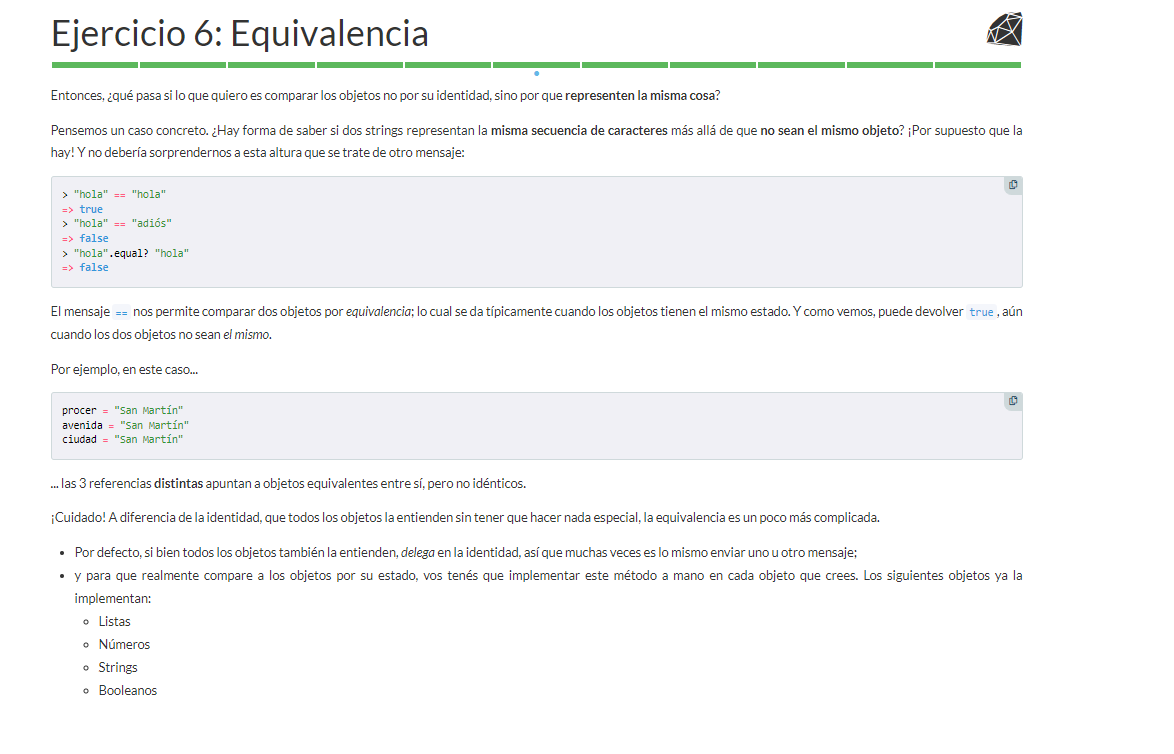 Ejercicio 6: Equivalencia
Entonces, ¿qué pasa si lo que quiero es comparar los objetos no por su identidad, sino por que representen la misma cosa?
Pensemos un caso concreto. ¿Hay forma de saber si dos strings representan la misma secuencia de caracteres más allá de que no sean el mismo objeto? ¡Por supuesto que la
hay! Y no debería sorprendernos a esta altura que se trate de otro mensaje:
> "hola" == "hola"
=> true
> "hola" == "adiós"
=> false
> "hola".equal? "hola"
=> false
El mensaje == nos permite comparar dos objetos por equivalencia; lo cual se da típicamente cuando los objetos tienen el mismo estado. Y como vemos, puede devolver true, aún
cuando los dos objetos no sean el mismo.
Por ejemplo, en este caso...
procer = "San Martín"
avenida = "San Martín"
ciudad = "San Martín"
... las 3 referencias distintas apuntan a objetos equivalentes entre sí, pero no idénticos.
¡Cuidado! A diferencia de la identidad, que todos los objetos la entienden sin tener que hacer nada especial, la equivalencia es un poco más complicada.
• Por defecto, si bien todos los objetos también la entienden, delega en la identidad, así que muchas veces es lo mismo enviar uno u otro mensaje;
• y para que realmente compare a los objetos por su estado, vos tenés que implementar este método a mano en cada objeto que crees. Los siguientes objetos ya la
implementan:
◦ Listas
◦ Números
◦ Strings
◦ Booleanos